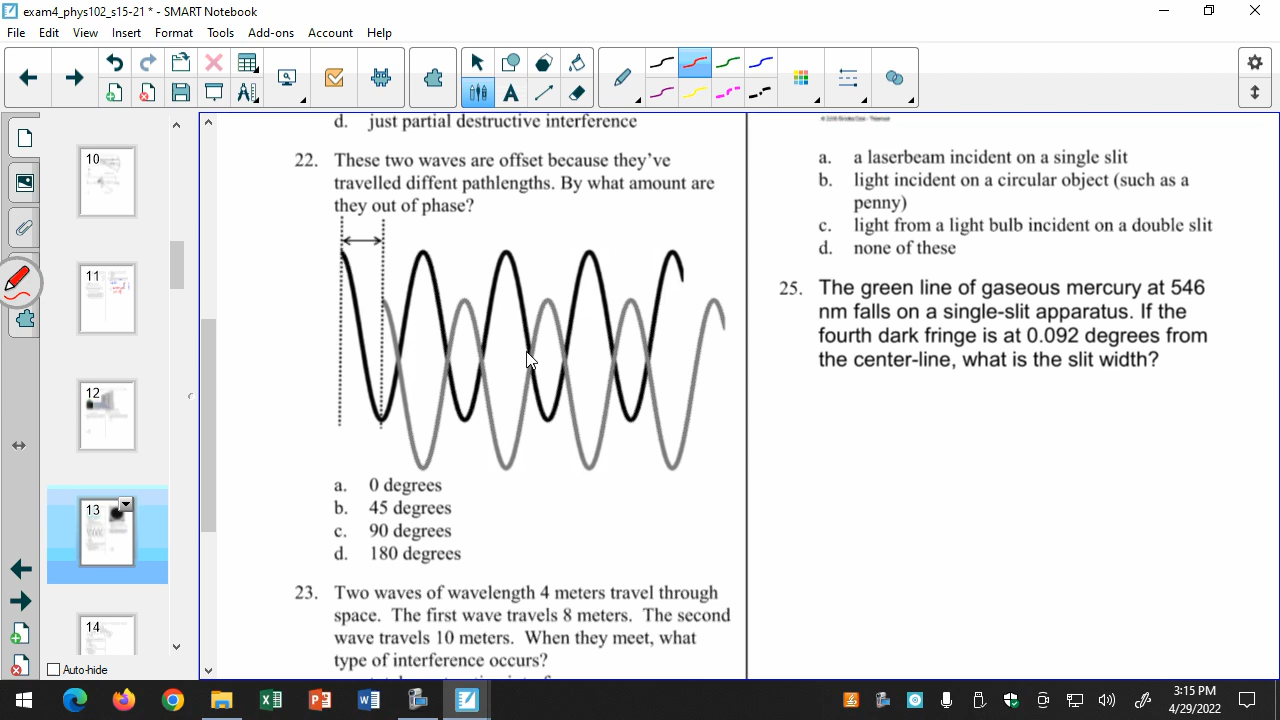 exam4_phys102_s15-21 * - SMART Notebook
File Edit View Insert Format Tools Add-ons Account Help
10
11
12
13
14
Auto-hide
d. just partial destructive interference
22. These two waves are offset because they've
travelled diffent pathlengths. By what amount are
they out of phase?
a. 0 degrees
b. 45 degrees
c. 90 degrees
d. 180 degrees
23. Two waves of wavelength 4 meters travel through
space. The first wave travels 8 meters. The second
wave travels 10 meters. When they meet, what
type of interference occurs?
a. a laserbeam incident on a single slit
b. light incident on a circular object (such as a
penny)
c. light from a light bulb incident on a double slit
d. none of these
25. The green line of gaseous mercury at 546
nm falls on a single-slit apparatus. If the
fourth dark fringe is at 0.092 degrees from
the center-line, what is the slit width?
3:15 PM
4/29/2022